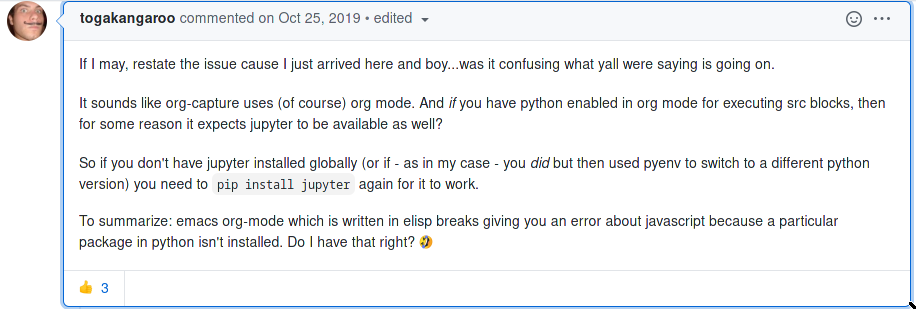 togakangaroo commented on Oct 25, 2019 • edited
If I may, restate the issue cause I just arrived here and boy...was it confusing what yall were saying is going on.
It sounds like org-capture uses (of course) org mode. And if you have python enabled in org mode for executing src blocks, then
for some reason it expects jupyter to be available as well?
So if you don't have jupyter installed globally (or if - as in my case - you did but then used pyenv to switch to a different python
version) you need to pip install jupyter again for it to work.
To summarize: emacs org-mode which is written in elisp breaks giving you an error about javascript because a particular
package in python isn't installed. Do I have that right? 🤣
👍 3